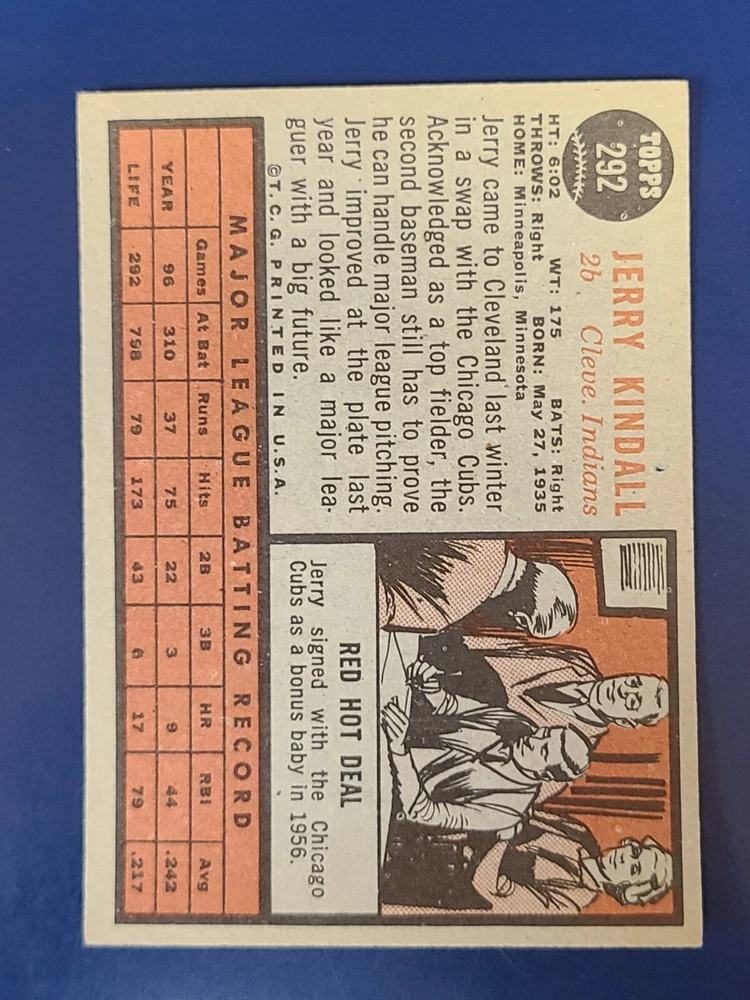 TOPPS
292
JERRY KINDALL
2b Cleve. Indians
HT: 6:02 WT: 175 BATS: Right
THROWS: Right BORN: May 27, 1935
HOME: Minneapolis, Minnesota
Jerry came to Cleveland last winter
in a swap with the Chicago Cubs.
Acknowledged as a top fielder, the
second baseman still has to prove
he can handle major league pitching.
Jerry improved at the plate last
year and looked like a major lea-
guer with a big future.
©T.C.G. PRINTED IN U.S.A.
RED HOT DEAL
Jerry signed with the Chicago
Cubs as a bonus baby in 1956.
MAJOR LEAGUE BATTING RECORD
Games At Bat Runs Hits 2B 3B HR RBI Avg
YEAR 96 310 37 75 22 3 9 44 .242
LIFE 292 798 79 173 43 6 17 79 .217